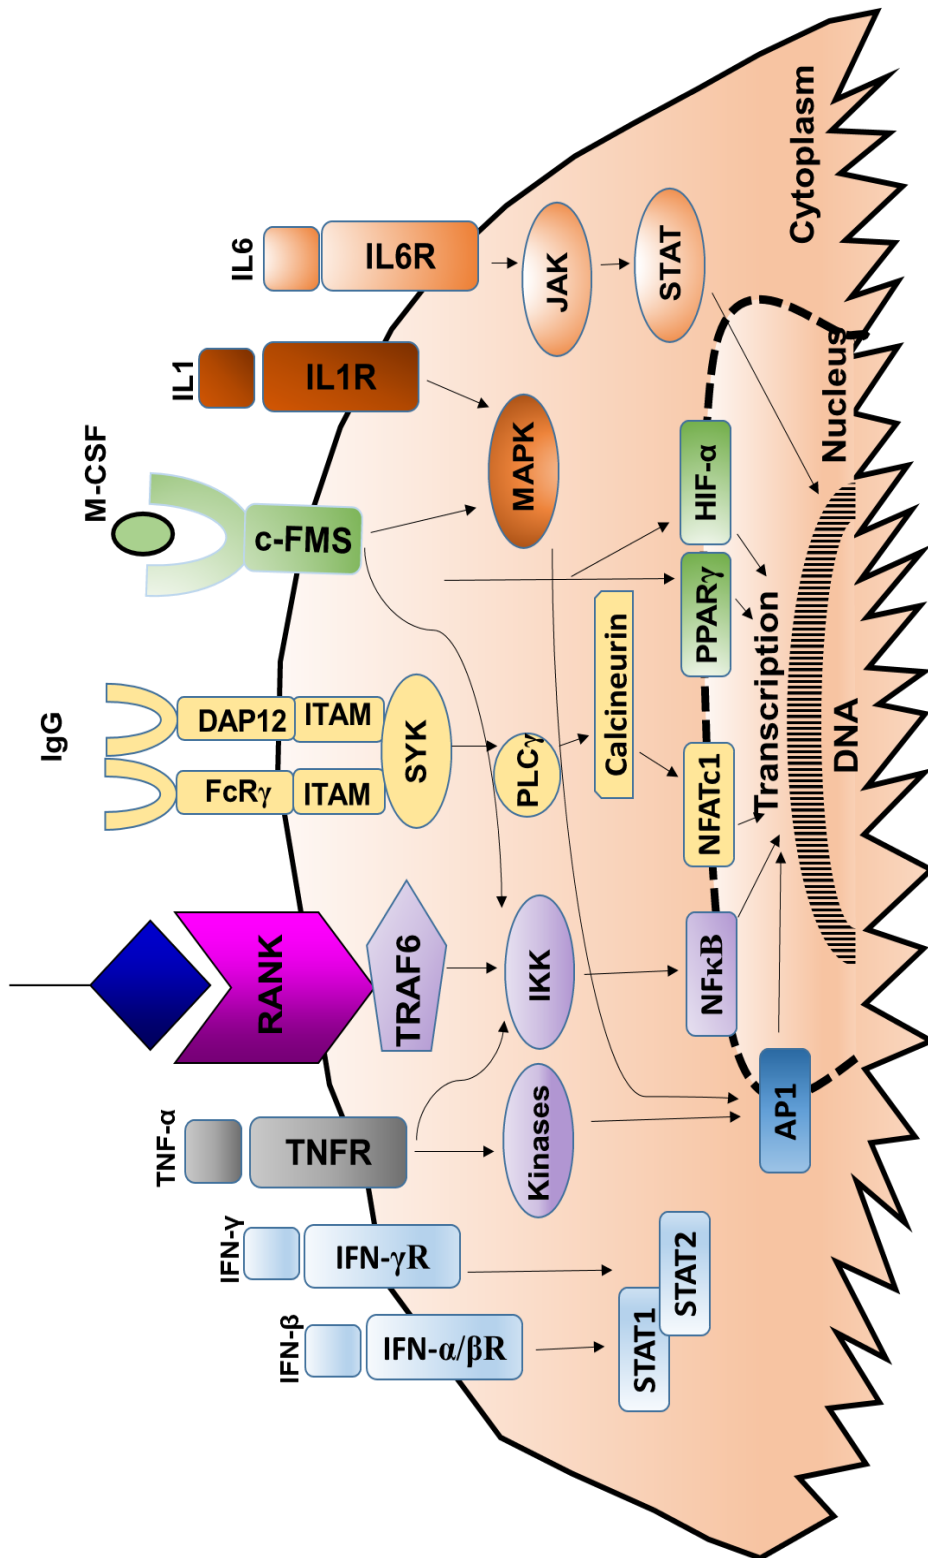 IFN-β
IFN-γ
TNF-α
IgG
M-CSF
IL1
IL6
IFN-α/βR
IFN-γR
TNFR
RANK
FcRγ
DAP12
c-FMS
IL1R
IL6R
ITAM
ITAM
TRAF6
SYK
MAPK
JAK
Kinases
IKK
PLCγ
STAT1
STAT2
Calcineurin
STAT
NFκB
NFATc1
PPARγ
HIF-α
AP1
Transcription
Nucleus
Cytoplasm
DNA